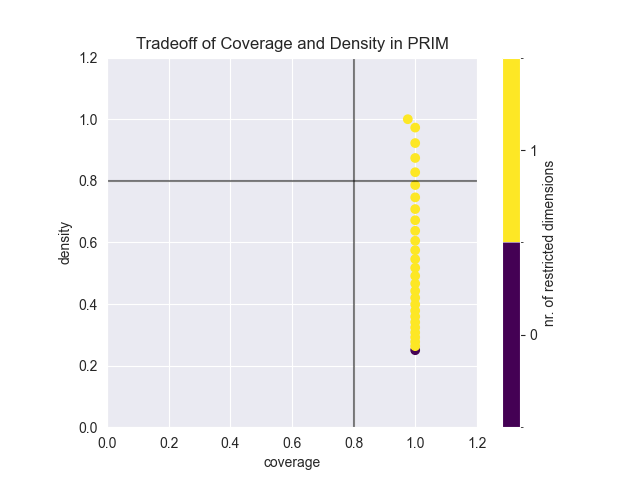 Tradeoff of Coverage and Density in PRIM
1.2
1.0
0.8
0.6
0.4
0.2
0.0
density
0.0 0.2 0.4 0.6 0.8 1.0 1.2
coverage
1
0
nr. of restricted dimensions